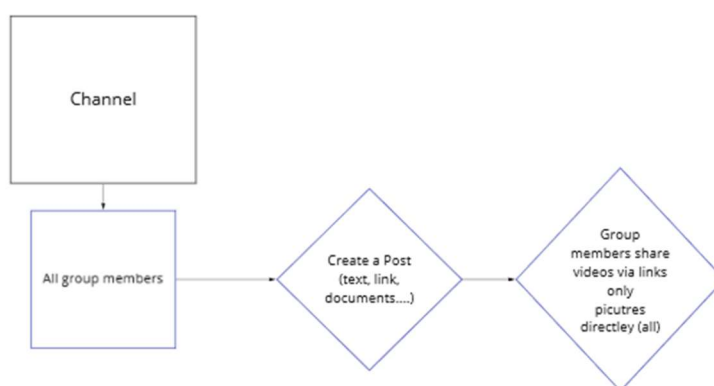 Channel
All group members
Create a Post
(text, link,
documents....)
Group
members share
videos via links
only
picutres
directley (all)